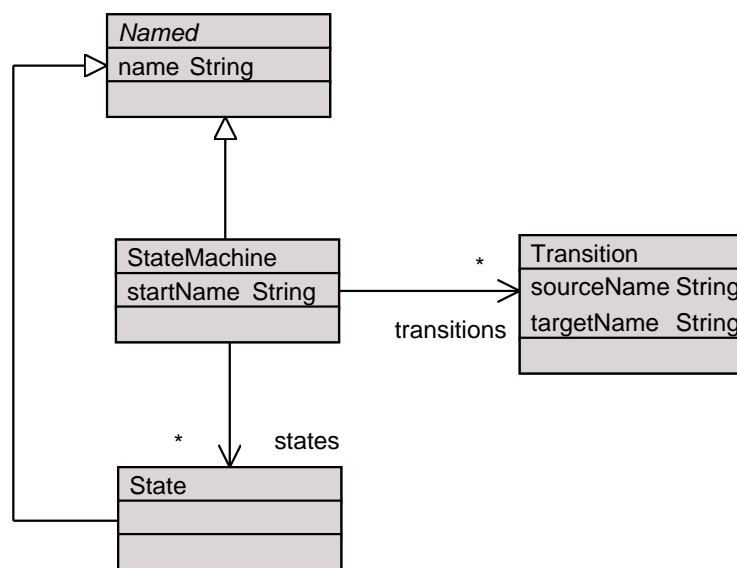 Named
name String
StateMachine
startName String
*
Transition
sourceName String
targetName String
transitions
*
states
State